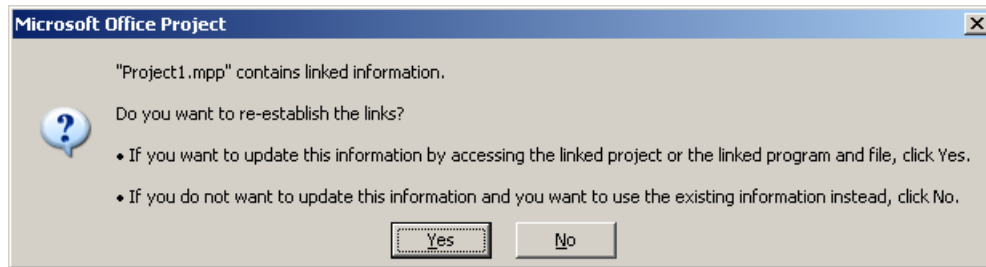 Microsoft Office Project
"Project1.mpp" contains linked information.
Do you want to re-establish the links?
• If you want to update this information by accessing the linked project or the linked program and file, click Yes.
• If you do not want to update this information and you want to use the existing information instead, click No.
Yes No